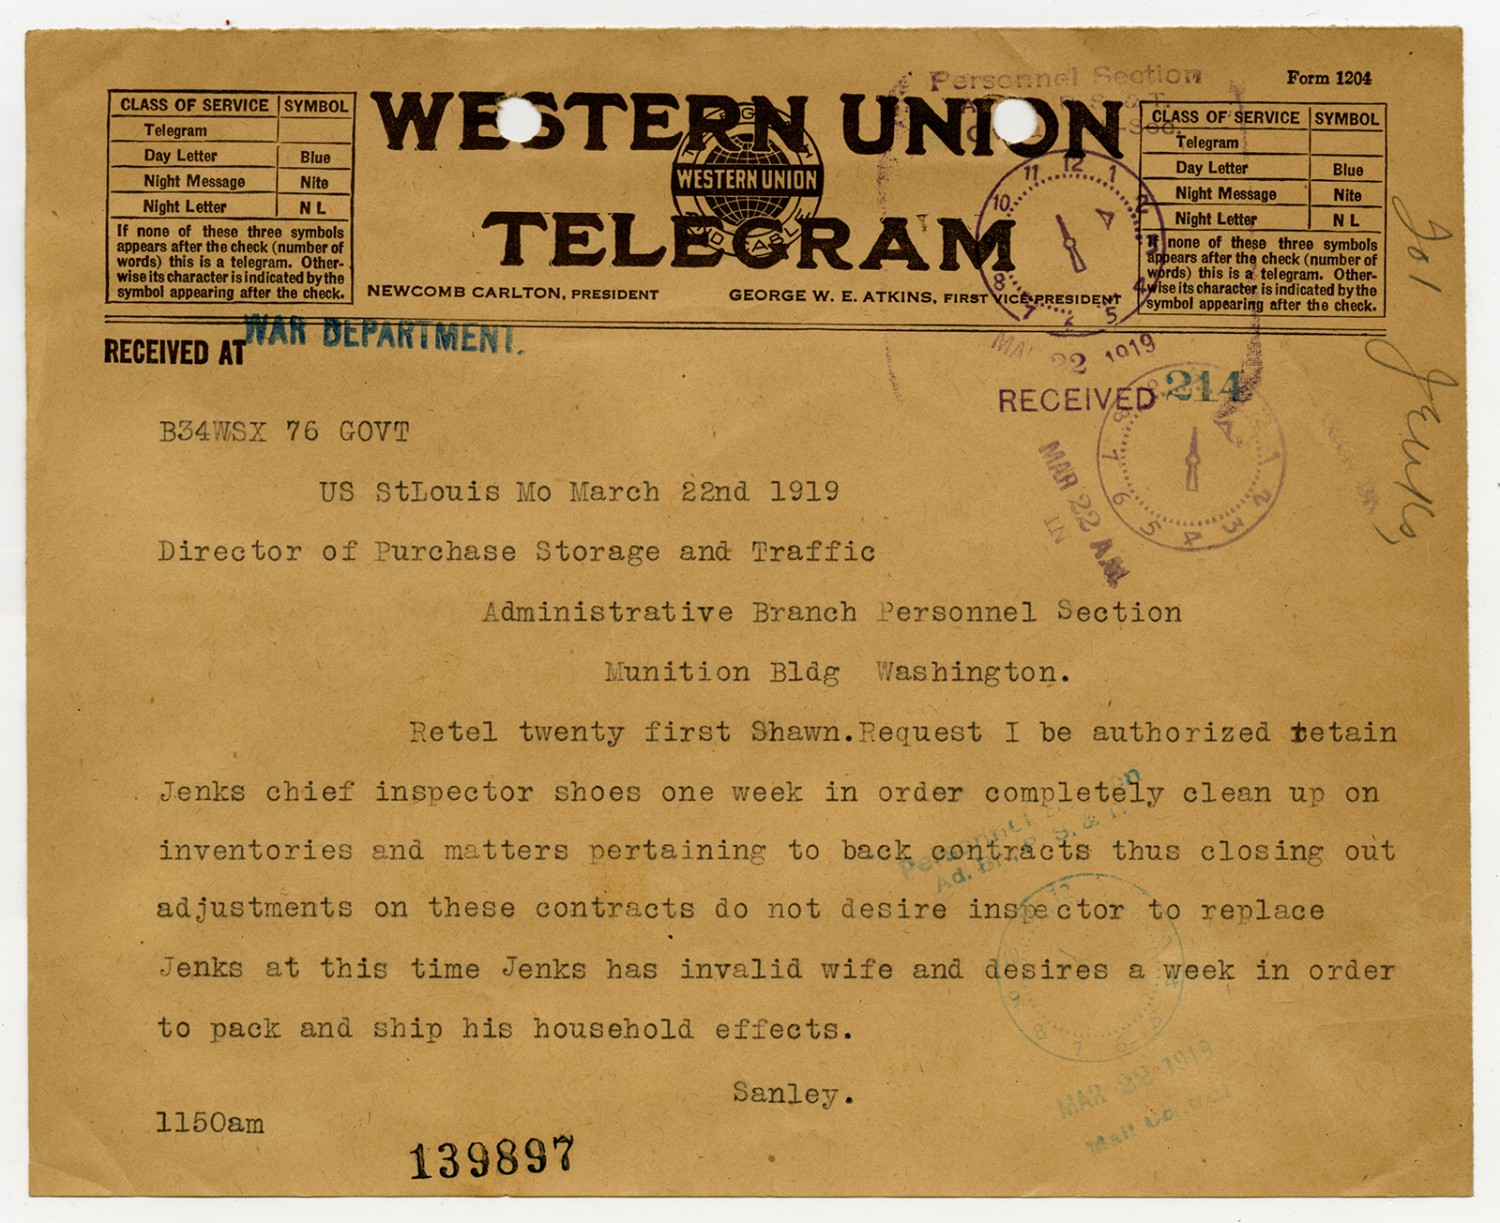 Form 1204
Personnel Section
CLASS OF SERVICE SYMBOL
Telegram
Day Letter Blue
Night Message Nite
Night Letter N L
If none of these three symbols
appears after the check (number of
words) this is a telegram. Other-
wise its character is indicated by the
symbol appearing after the check.
WESTERN UNION
WESTERN UNION
TELEGRAM
NEWCOMB CARLTON, PRESIDENT
GEORGE W. E. ATKINS, FIRST VICE-PRESIDENT
CLASS OF SERVICE SYMBOL
Telegram
Day Letter Blue
Night Message Nite
Night Letter N L
If none of these three symbols
appears after the check (number of
words) this is a telegram. Other-
wise its character is indicated by the
symbol appearing after the check.
RECEIVED AT WAR DEPARTMENT.
22 1919
RECEIVED 214
MAR 22 A.M.
B34WSX 76 GOVT
US StLouis Mo March 22nd 1919
Director of Purchase Storage and Traffic
Administrative Branch Personnel Section
Munition Bldg Washington.
Retel twenty first Shawn.Request I be authorized retain
Jenks chief inspector shoes one week in order completely clean up on
inventories and matters pertaining to back contracts thus closing out
adjustments on these contracts do not desire inspector to replace
Jenks at this time Jenks has invalid wife and desires a week in order
to pack and ship his household effects.
Sanley.
1150am
139897
MAR
Jenks